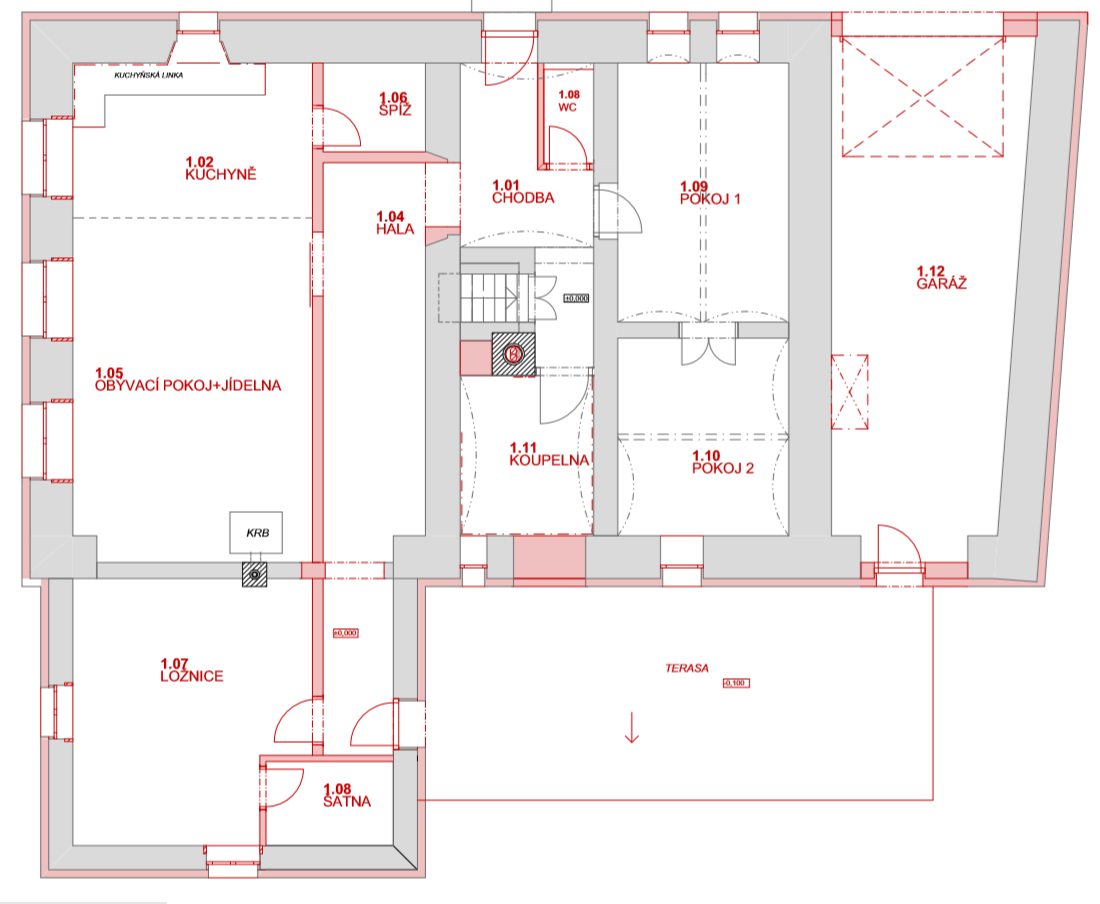 KUCHYŇSKÁ LINKA
1.06
SPÍŽ
1.08
WC
1.02
KUCHYNĚ
1.01
CHODBA
1.09
POKOJ 1
1.04
HALA
1.12
GARÁŽ
±0,000
1.05
OBÝVACÍ POKOJ+JÍDELNA
1.11
KOUPELNA
1.10
POKOJ 2
KRB
±0,000
1.07
LOŽNICE
TERASA
-0,100
1.08
ŠATNA